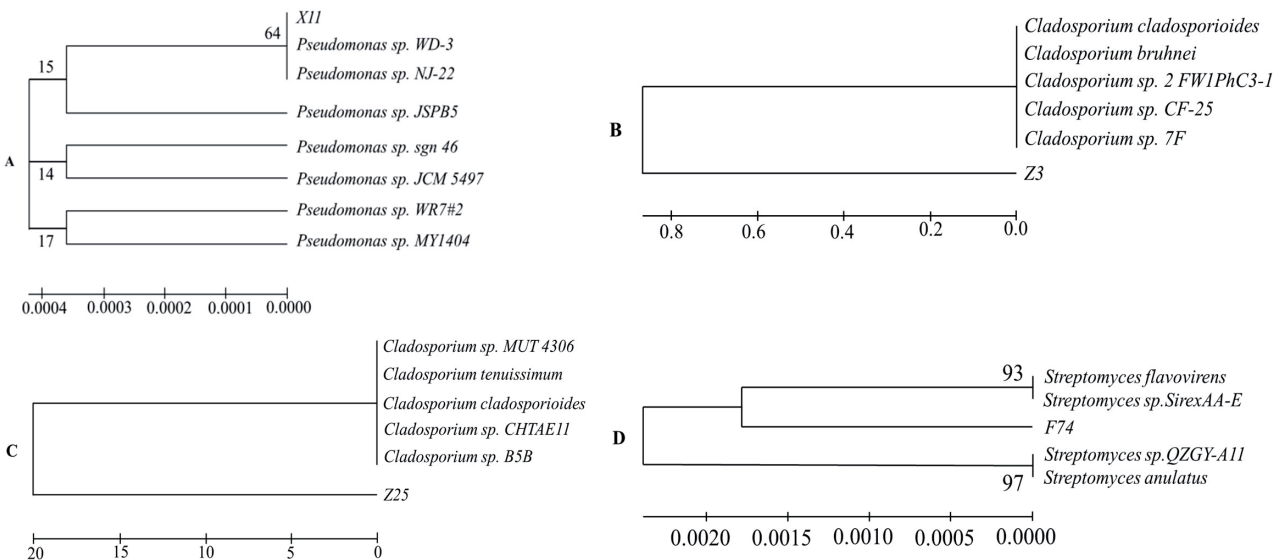 X11
64
Pseudomonas sp. WD-3
15
Pseudomonas sp. NJ-22
Pseudomonas sp. JSPB5
Pseudomonas sp. sgn 46
A
14
Pseudomonas sp. JCM 5497
Pseudomonas sp. WR7#2
17
Pseudomonas sp. MY1404
0.0004 0.0003 0.0002 0.0001 0.0000
Cladosporium cladosporioides
Cladosporium bruhnei
Cladosporium sp. 2 FW1PhC3-1
Cladosporium sp. CF-25
B
Cladosporium sp. 7F
Z3
0.8 0.6 0.4 0.2 0.0
Cladosporium sp. MUT 4306
Cladosporium tenuissimum
Cladosporium cladosporioides
Cladosporium sp. CHTAE11
C
Cladosporium sp. B5B
Z25
20 15 10 5 0
93
Streptomyces flavovirens
Streptomyces sp.SirexAA-E
F74
D
Streptomyces sp.QZGY-A11
97
Streptomyces anulatus
0.0020 0.0015 0.0010 0.0005 0.0000